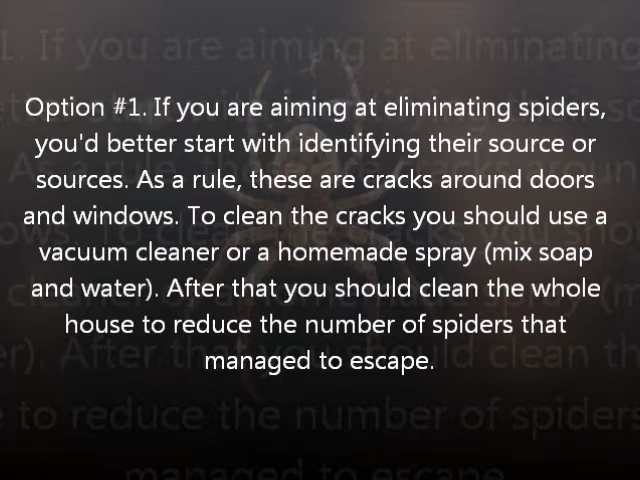 Option #1. If you are aiming at eliminating spiders,
you'd better start with identifying their source or
sources. As a rule, these are cracks around doors
and windows. To clean the cracks you should use a
vacuum cleaner or a homemade spray (mix soap
and water). After that you should clean the whole
house to reduce the number of spiders that
managed to escape.